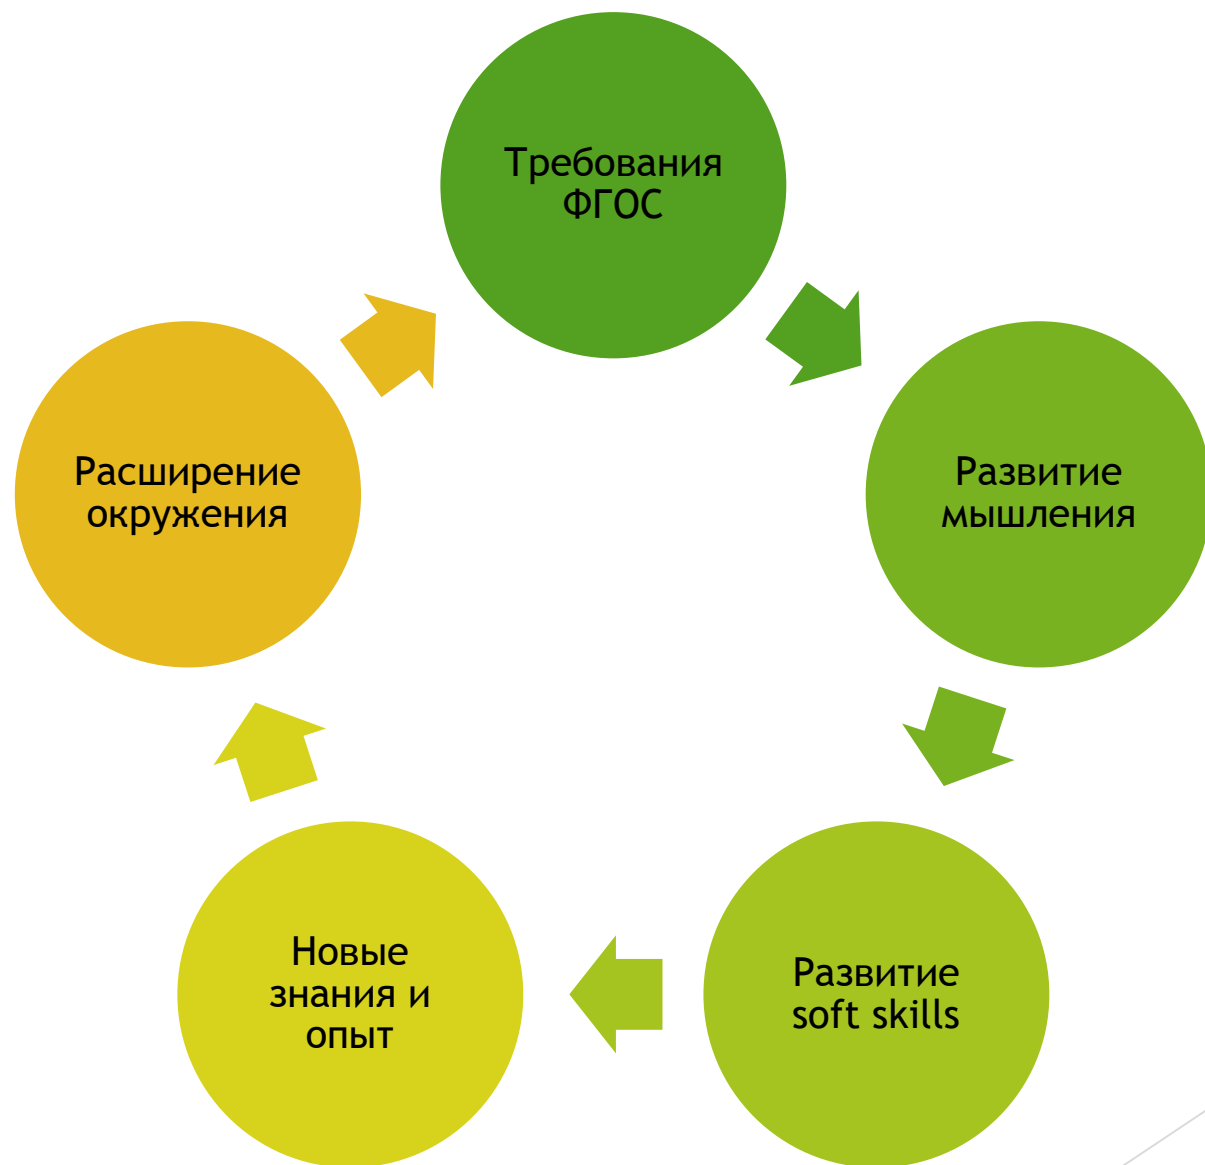 Требования
ФГОС
Развитие
мышления
Развитие
soft skills
Новые
знания и
опыт
Расширение
окружения